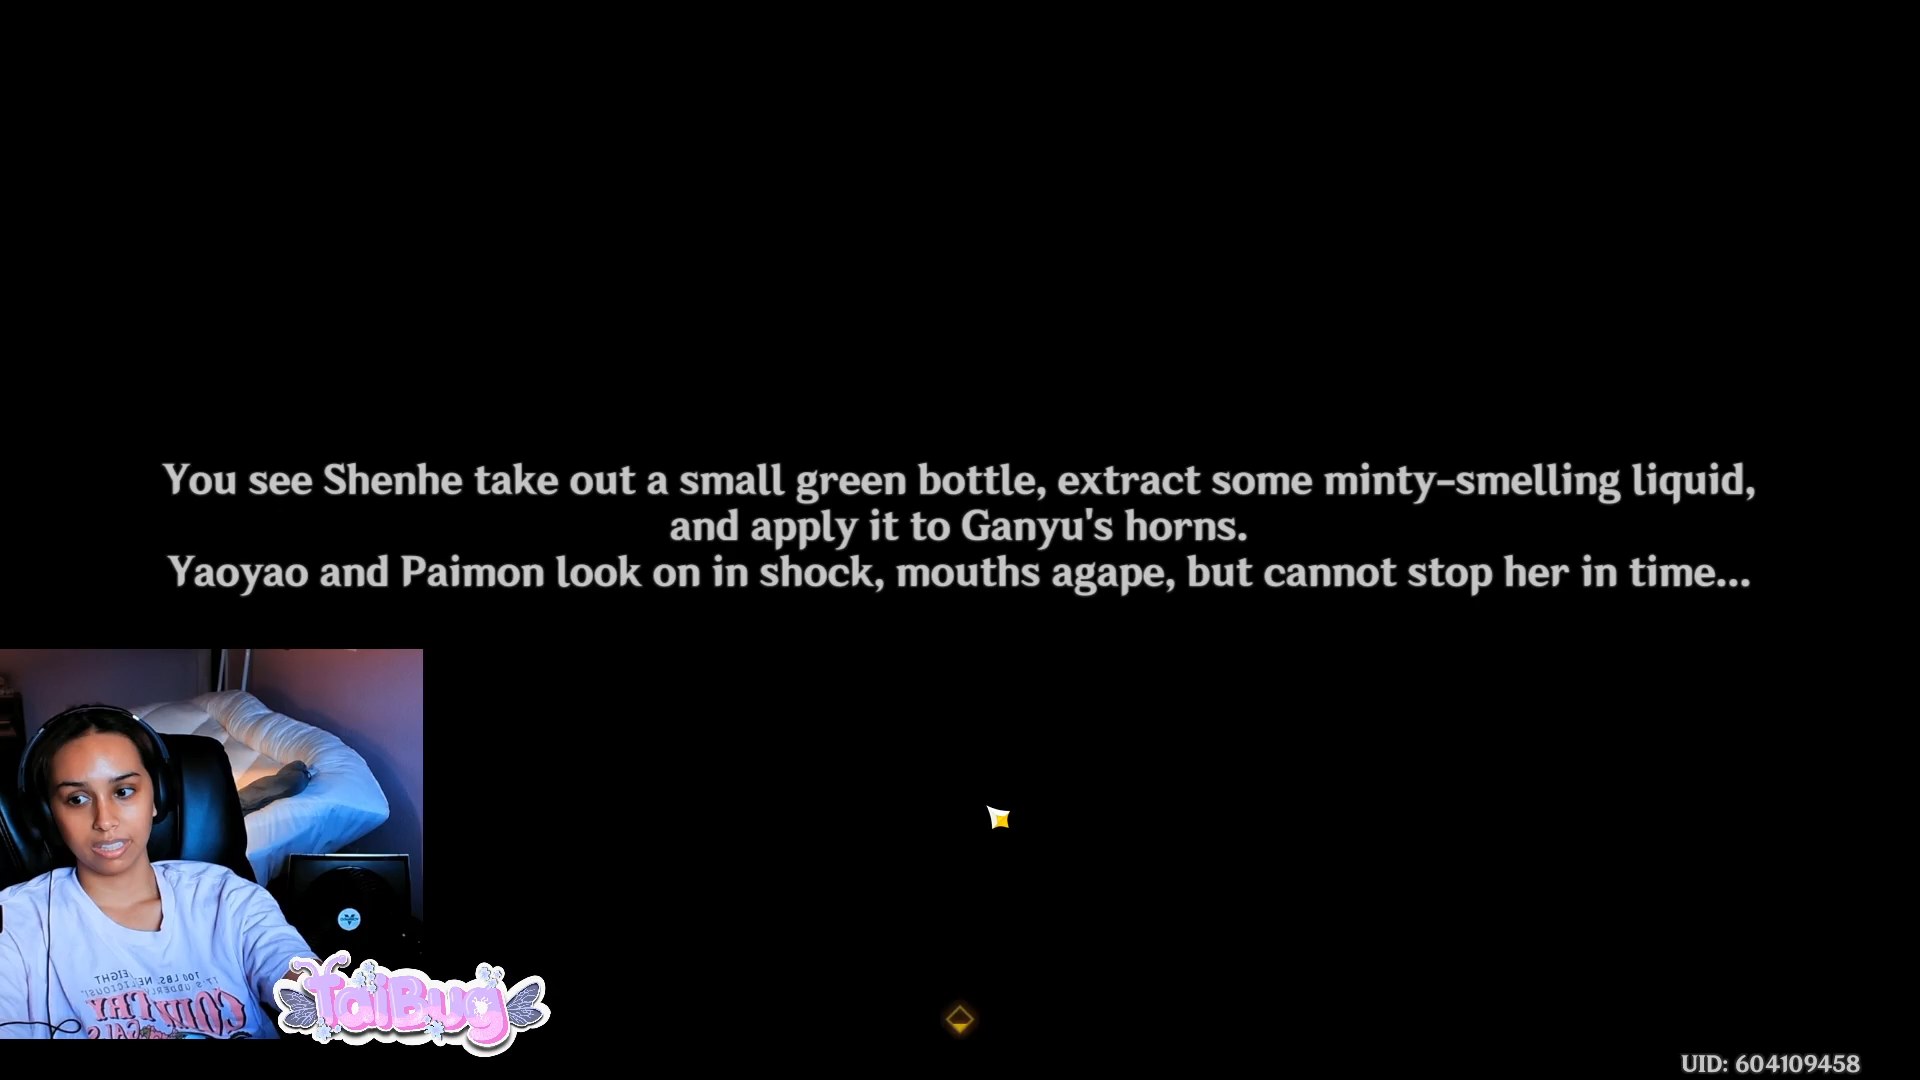 You see Shenhe take out a small green bottle, extract some minty-smelling liquid,
and apply it to Ganyu's horns.
Yaoyao and Paimon look on in shock, mouths agape, but cannot stop her in time...
TaiBug
UID: 604109458